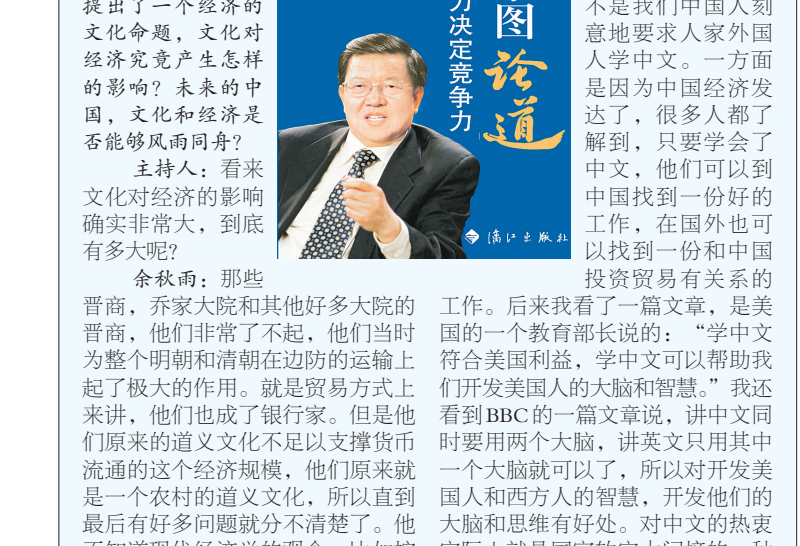 提出了一个经济的
文化命题，文化对
经济究竟产生怎样
的影响？未来的中
国，文化和经济是
否能够风雨同舟？
主持人：看来
文化对经济的影响
确实非常大，到底
有多大呢？
余秋雨：那些
晋商，乔家大院和其他好多大院的
晋商，他们非常了不起，他们当时
为整个明朝和清朝在边防的运输上
起了极大的作用。就是贸易方式上
来讲，他们也成了银行家。但是他
们原来的道义文化不足以支撑货币
流通的这个经济规模，他们原来就
是一个农村的道义文化，所以直到
最后有好多问题就分不清楚了。他
力决定竞争力
图论道
漓江出版社
不是我们中国人刻
意地要求人家外国
人学中文。一方面
是因为中国经济发
达了，很多人都了
解到，只要学会了
中文，他们可以到
中国找到一份好的
工作，在国外也可
以找到一份和中国
投资贸易有关系的
工作。后来我看了一篇文章，是美
国的一个教育部长说的：“学中文
符合美国利益，学中文可以帮助我
们开发美国人的大脑和智慧。”我还
看到BBC的一篇文章说，讲中文同
时要用两个大脑，讲英文只用其中
一个大脑就可以了，所以对开发美
国人和西方人的智慧，开发他们的
大脑和思维有好处。对中文的热衷